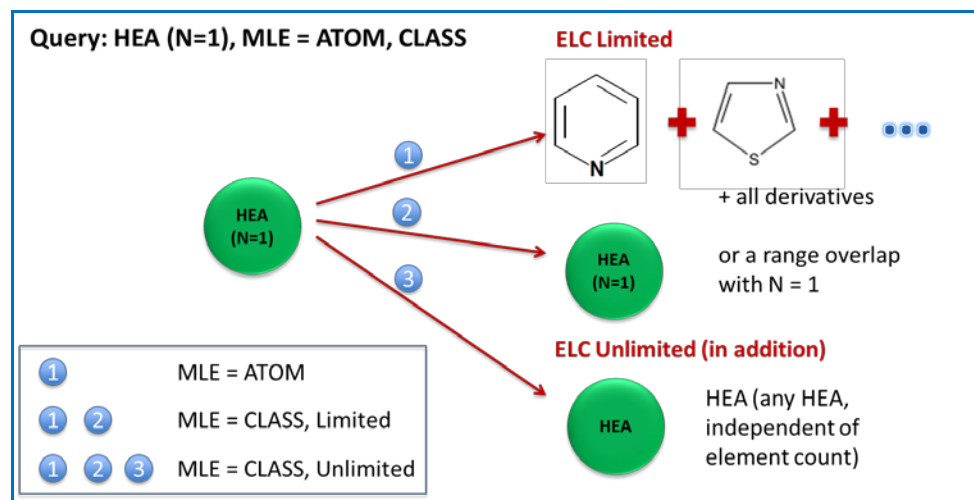 Query: HEA (N=1), MLE = ATOM, CLASS
ELC Limited
N
N
S
1
+ all derivatives
2
HEA
(N=1)
HEA
(N=1)
or a range overlap
with N = 1
3
ELC Unlimited (in addition)
HEA
HEA (any HEA,
independent of
element count)
1 MLE = ATOM
1 2 MLE = CLASS, Limited
1 2 3 MLE = CLASS, Unlimited